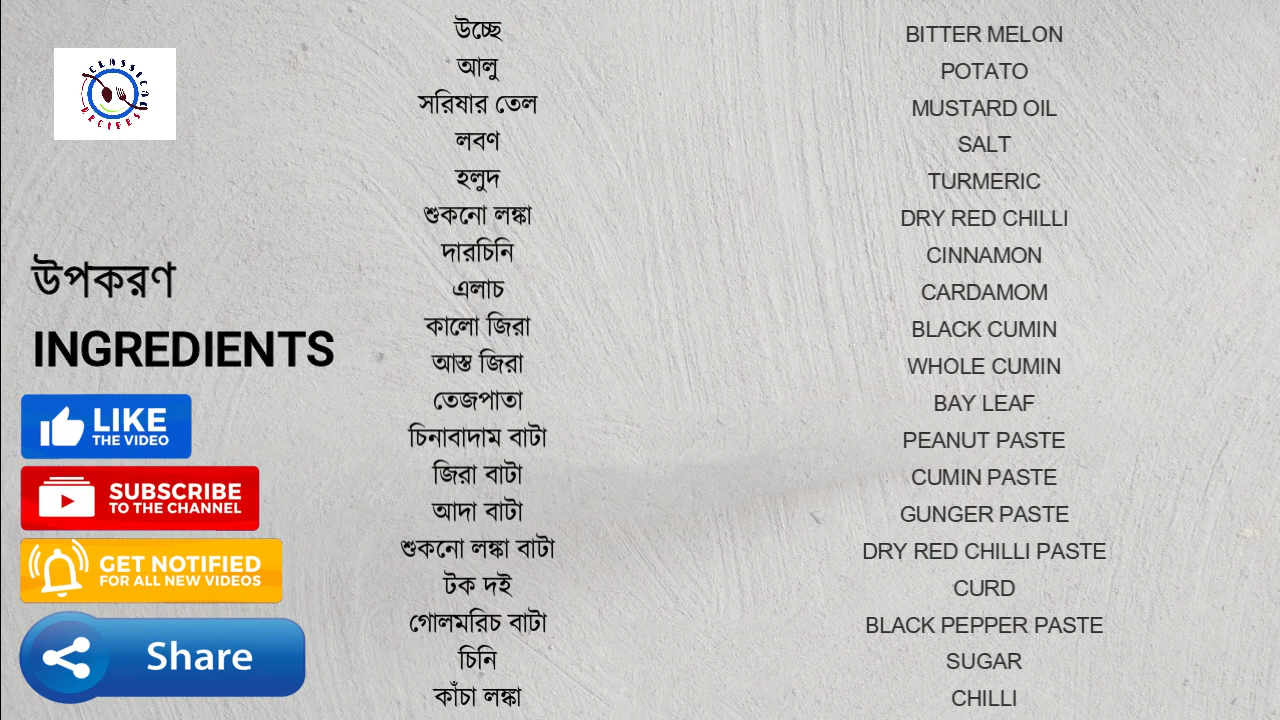 CLASSICAL RECIPES
উপকরণ
INGREDIENTS
LIKE
THE VIDEO
SUBSCRIBE
TO THE CHANNEL
GET NOTIFIED
FOR ALL NEW VIDEOS
Share
উচ্ছে BITTER MELON
আলু POTATO
সরিষার তেল MUSTARD OIL
লবণ SALT
হলুদ TURMERIC
শুকনো লঙ্কা DRY RED CHILLI
দারচিনি CINNAMON
এলাচ CARDAMOM
কালো জিরা BLACK CUMIN
আস্ত জিরা WHOLE CUMIN
তেজপাতা BAY LEAF
চিনাবাদাম বাটা PEANUT PASTE
জিরা বাটা CUMIN PASTE
আদা বাটা GUNGER PASTE
শুকনো লঙ্কা বাটা DRY RED CHILLI PASTE
টক দই CURD
গোলমরিচ বাটা BLACK PEPPER PASTE
চিনি SUGAR
কাঁচা লঙ্কা CHILLI